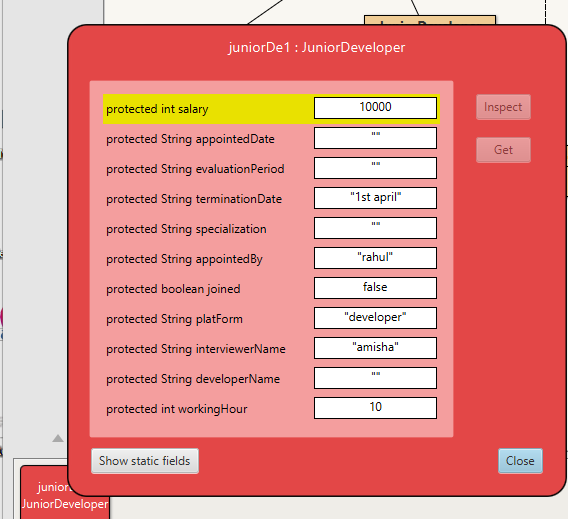 juniorDe1 : JuniorDeveloper
protected int salary 10000
protected String appointedDate ""
protected String evaluationPeriod ""
protected String terminationDate "1st april"
protected String specialization ""
protected String appointedBy "rahul"
protected boolean joined false
protected String platForm "developer"
protected String interviewerName "amisha"
protected String developerName ""
protected int workingHour 10
Inspect
Get
Show static fields
Close
JuniorDeveloper